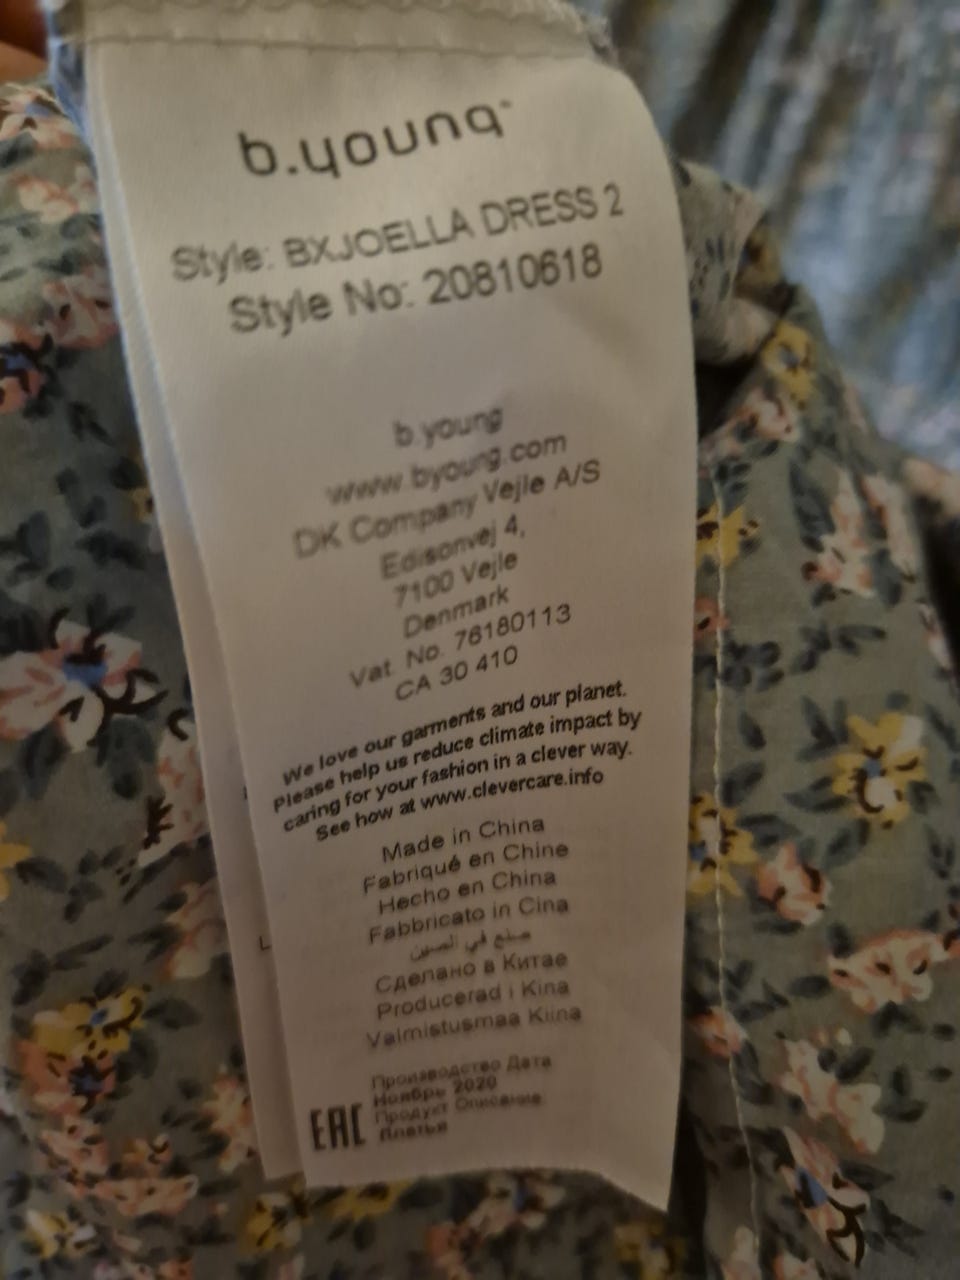 b.young
Style: BXJOELLA DRESS 2
Style No: 20810618
b.young
www.byoung.com
DK Company Vejle A/S
Edisonvej 4,
7100 Vejle
Denmark
Vat. No. 76180113
CA 30 410
We love our garments and our planet.
Please help us reduce climate impact by
caring for your fashion in a clever way.
See how at www.clevercare.info
Made in China
Fabriqué en Chine
Hecho en China
Fabbricato in Cina
صنع في الصين
Сделано в Китае
Producerad i Kina
Valmistusmaa Kiina
Производство Дата
Ноябрь 2020
Продукт Описание
Платья
EAC
L